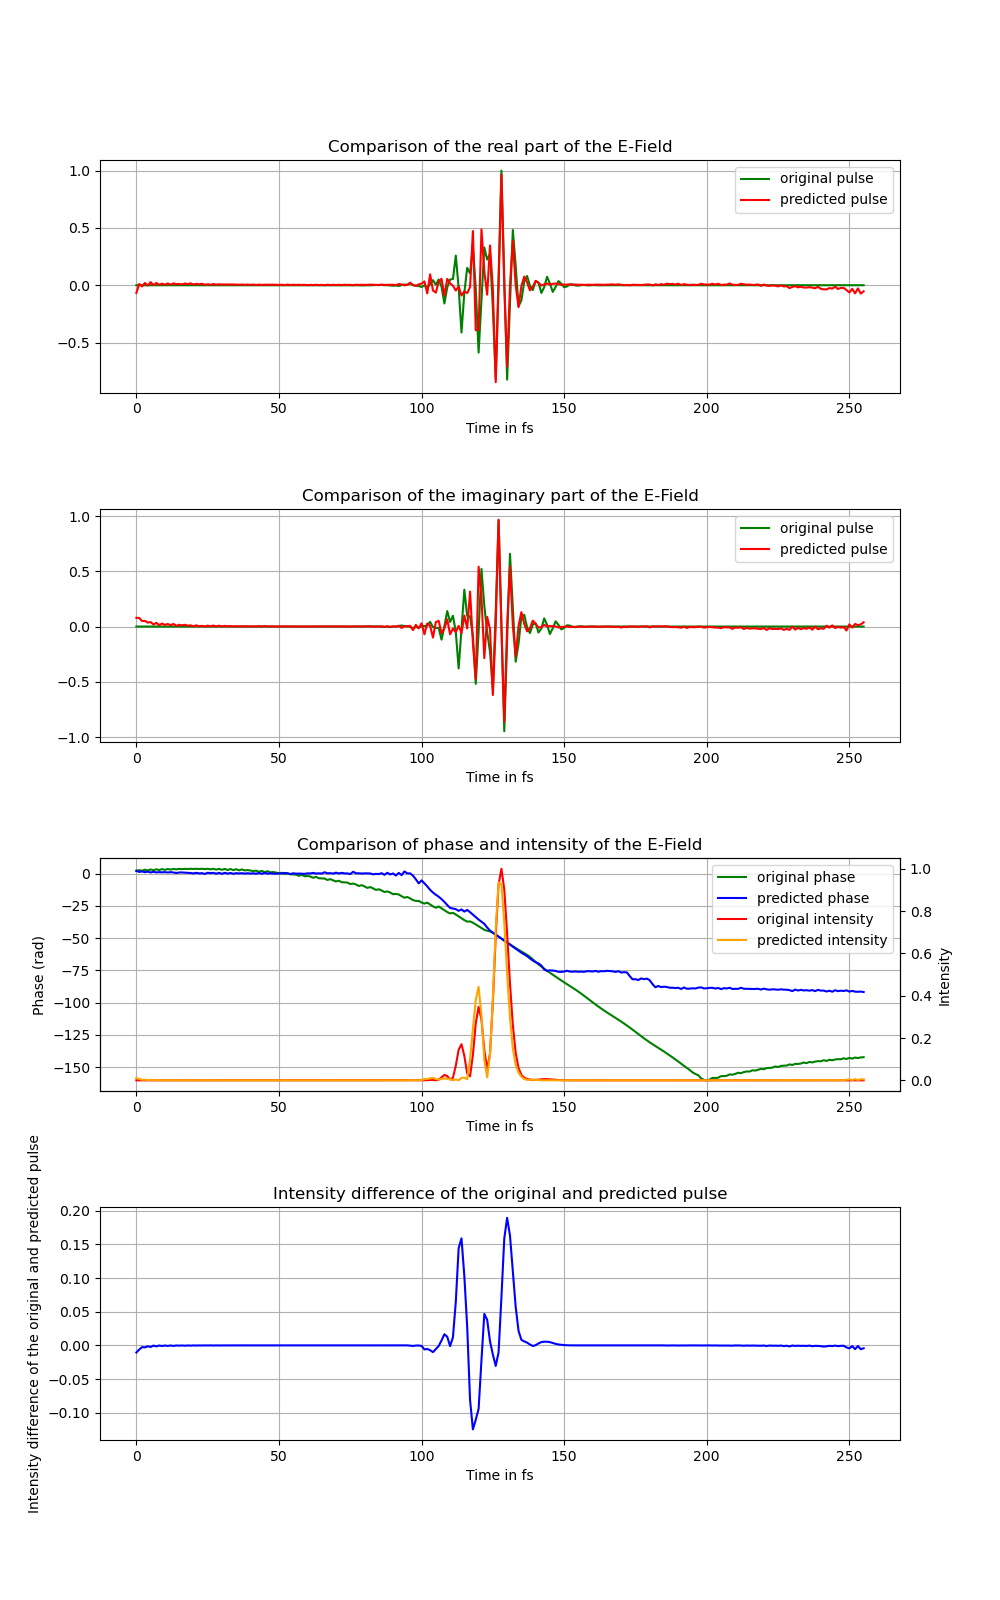 Comparison of the real part of the E-Field
1.0
0.5
0.0
−0.5
original pulse
predicted pulse
0 50 100 150 200 250
Time in fs
Comparison of the imaginary part of the E-Field
1.0
0.5
0.0
−0.5
−1.0
original pulse
predicted pulse
0 50 100 150 200 250
Time in fs
Comparison of phase and intensity of the E-Field
Phase (rad)
0
−25
−50
−75
−100
−125
−150
original phase
predicted phase
original intensity
predicted intensity
1.0
0.8
0.6
0.4
0.2
0.0
Intensity
0 50 100 150 200 250
Time in fs
Intensity difference of the original and predicted pulse
Intensity difference of the original and predicted pulse
0.20
0.15
0.10
0.05
0.00
−0.05
−0.10
0 50 100 150 200 250
Time in fs